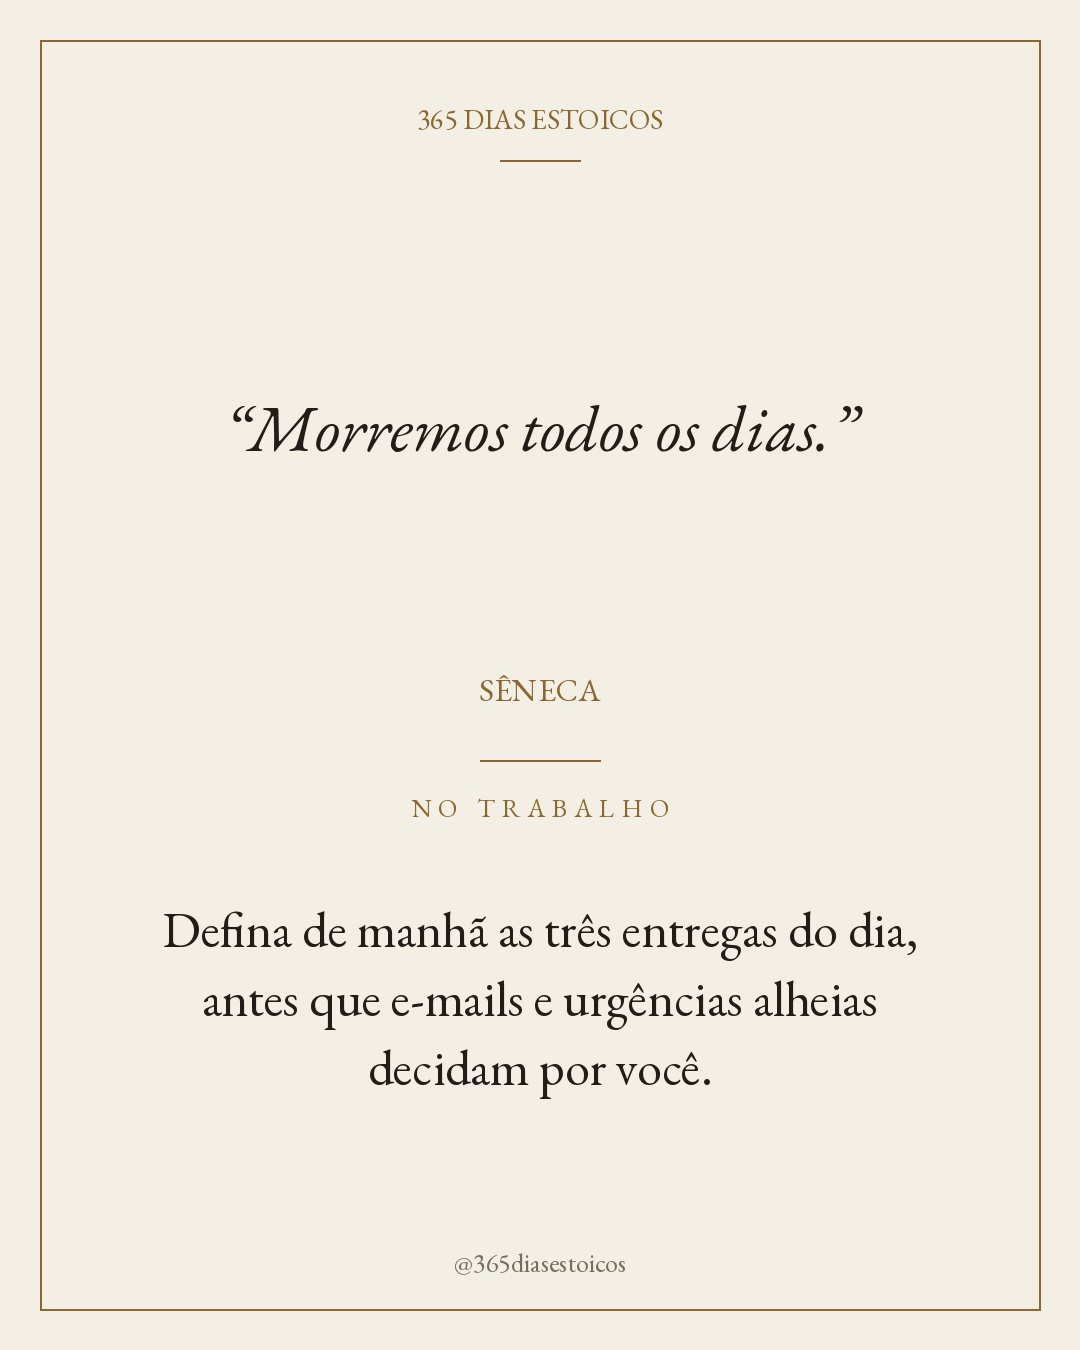 365 DIAS ESTOICOS
“Morremos todos os dias.”
SÊNECA
NO TRABALHO
Defina de manhã as três entregas do dia,
antes que e-mails e urgências alheias
decidam por você.
@365diasestoicos